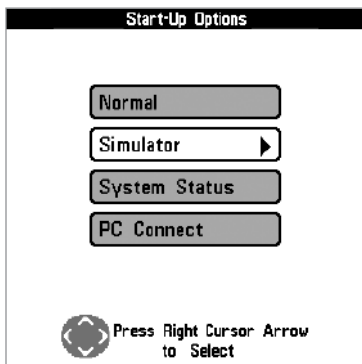 Start-Up Options
Normal
Simulator
System Status
PC Connect
Press Right Cursor Arrow
to Select